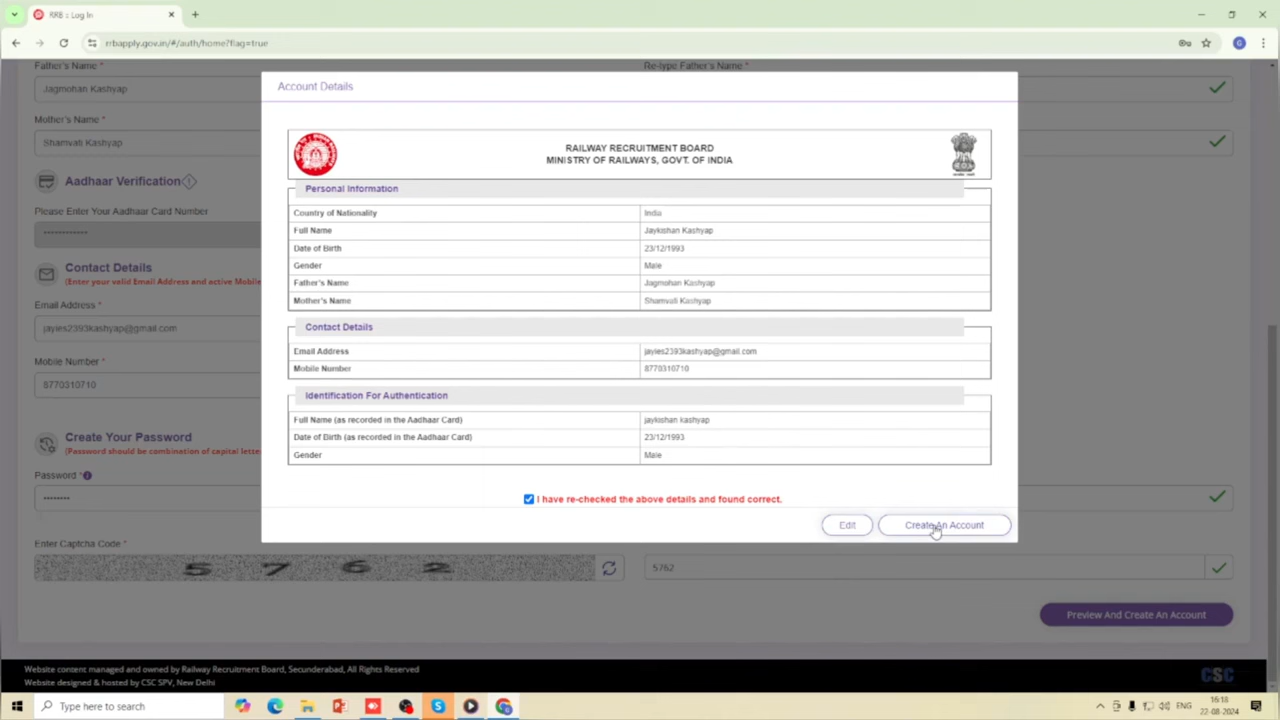 RRB :: Log In
rrbapply.gov.in/#/auth/home?flag=true
Father's Name *
Re-type Father's Name *
Jagmohan Kashyap
Account Details
Mother's Name *
Shamvati Kashyap
RAILWAY RECRUITMENT BOARD
MINISTRY OF RAILWAYS, GOVT. OF INDIA
Aadhaar Verification
Personal Information
Please Enter Your Aadhaar Card Number
Country of Nationality India
Full Name Jaykishan Kashyap
Date of Birth 23/12/1993
Gender Male
Father's Name Jagmohan Kashyap
Mother's Name Shamvati Kashyap
Contact Details
(Enter your valid Email Address and active Mobile
Email Address *
jayies2393kashyap@gmail.com
Contact Details
Email Address jayies2393kashyap@gmail.com
Mobile Number 8770310710
Mobile Number *
8770310710
Identification For Authentication
Full Name (as recorded in the Aadhaar Card) jaykishan kashyap
Date of Birth (as recorded in the Aadhaar Card) 23/12/1993
Gender Male
Create Your Password
(Password should be combination of capital lette
Password *
I have re-checked the above details and found correct.
Edit Create An Account
Enter Captcha Code *
5 7 6 2
5762
Preview And Create An Account
Website content managed and owned by Railway Recruitment Board, Secunderabad, All Rights Reserved
Website designed & hosted by CSC SPV, New Delhi
CSC
Type here to search
ENG
16:18
22-08-2024